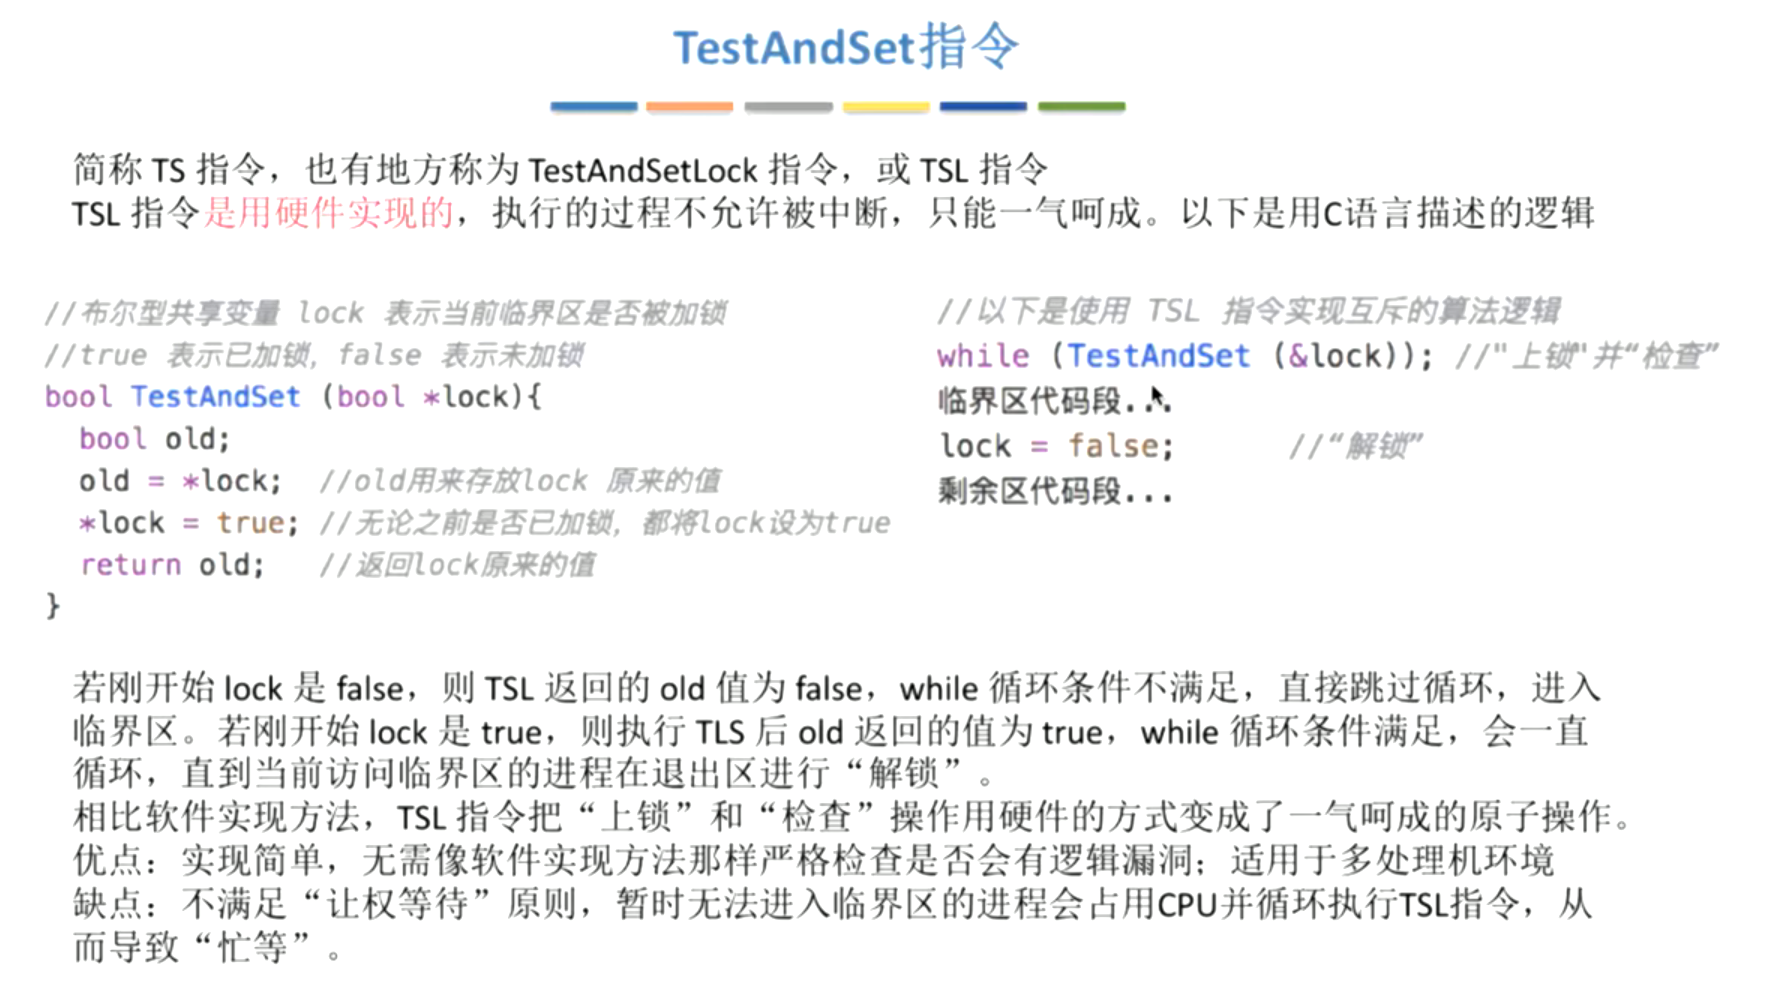 TestAndSet指令
简称 TS 指令，也有地方称为 TestAndSetLock 指令，或 TSL 指令
TSL 指令是用硬件实现的，执行的过程不允许被中断，只能一气呵成。以下是用C语言描述的逻辑
//布尔型共享变量 lock 表示当前临界区是否被加锁
//true 表示已加锁，false 表示未加锁
bool TestAndSet (bool *lock){
bool old;
old = *lock; //old用来存放lock 原来的值
*lock = true; //无论之前是否已加锁，都将lock设为true
return old; //返回lock原来的值
}
//以下是使用 TSL 指令实现互斥的算法逻辑
while (TestAndSet (&lock)); //"上锁"并“检查”
临界区代码段...
lock = false; //“解锁”
剩余区代码段...
若刚开始 lock 是 false，则 TSL 返回的 old 值为 false，while 循环条件不满足，直接跳过循环，进入
临界区。若刚开始 lock 是 true，则执行 TLS 后 old 返回的值为 true，while 循环条件满足，会一直
循环，直到当前访问临界区的进程在退出区进行“解锁”。
相比软件实现方法，TSL 指令把“上锁”和“检查”操作用硬件的方式变成了一气呵成的原子操作。
优点：实现简单，无需像软件实现方法那样严格检查是否会有逻辑漏洞；适用于多处理机环境
缺点：不满足“让权等待”原则，暂时无法进入临界区的进程会占用CPU并循环执行TSL指令，从
而导致“忙等”。